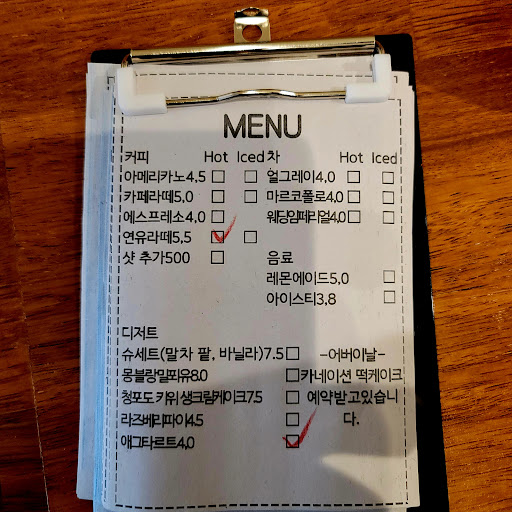 MENU
커피 Hot Iced 차 Hot Iced
아메리카노4.5 얼그레이4.0
카페라떼5.0 마르코폴로4.0
에스프레소4.0 웨딩임페리얼4.0
연유라떼5.5
샷 추가500 음료
레몬에이드5.0
아이스티3.8
디저트
슈세트(말차 팥, 바닐라)7.5 -어버이날-
몽블랑밀푀유8.0 카네이션 떡케이크
청포도 키위 생크림케이크7.5 예약받고있습니
라즈베리파이4.5 다.
에그타르트4.0